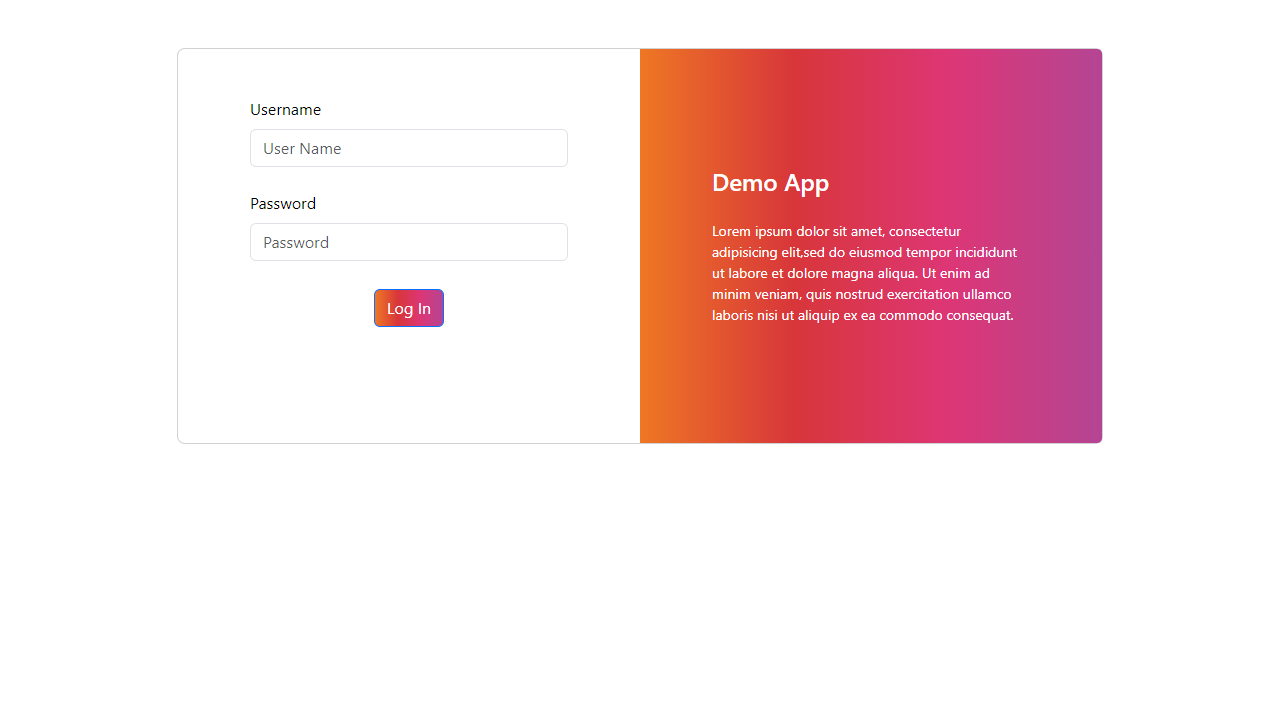 Username
User Name
Password
Password
Log In
Demo App
Lorem ipsum dolor sit amet, consectetur
adipisicing elit,sed do eiusmod tempor incididunt
ut labore et dolore magna aliqua. Ut enim ad
minim veniam, quis nostrud exercitation ullamco
laboris nisi ut aliquip ex ea commodo consequat.